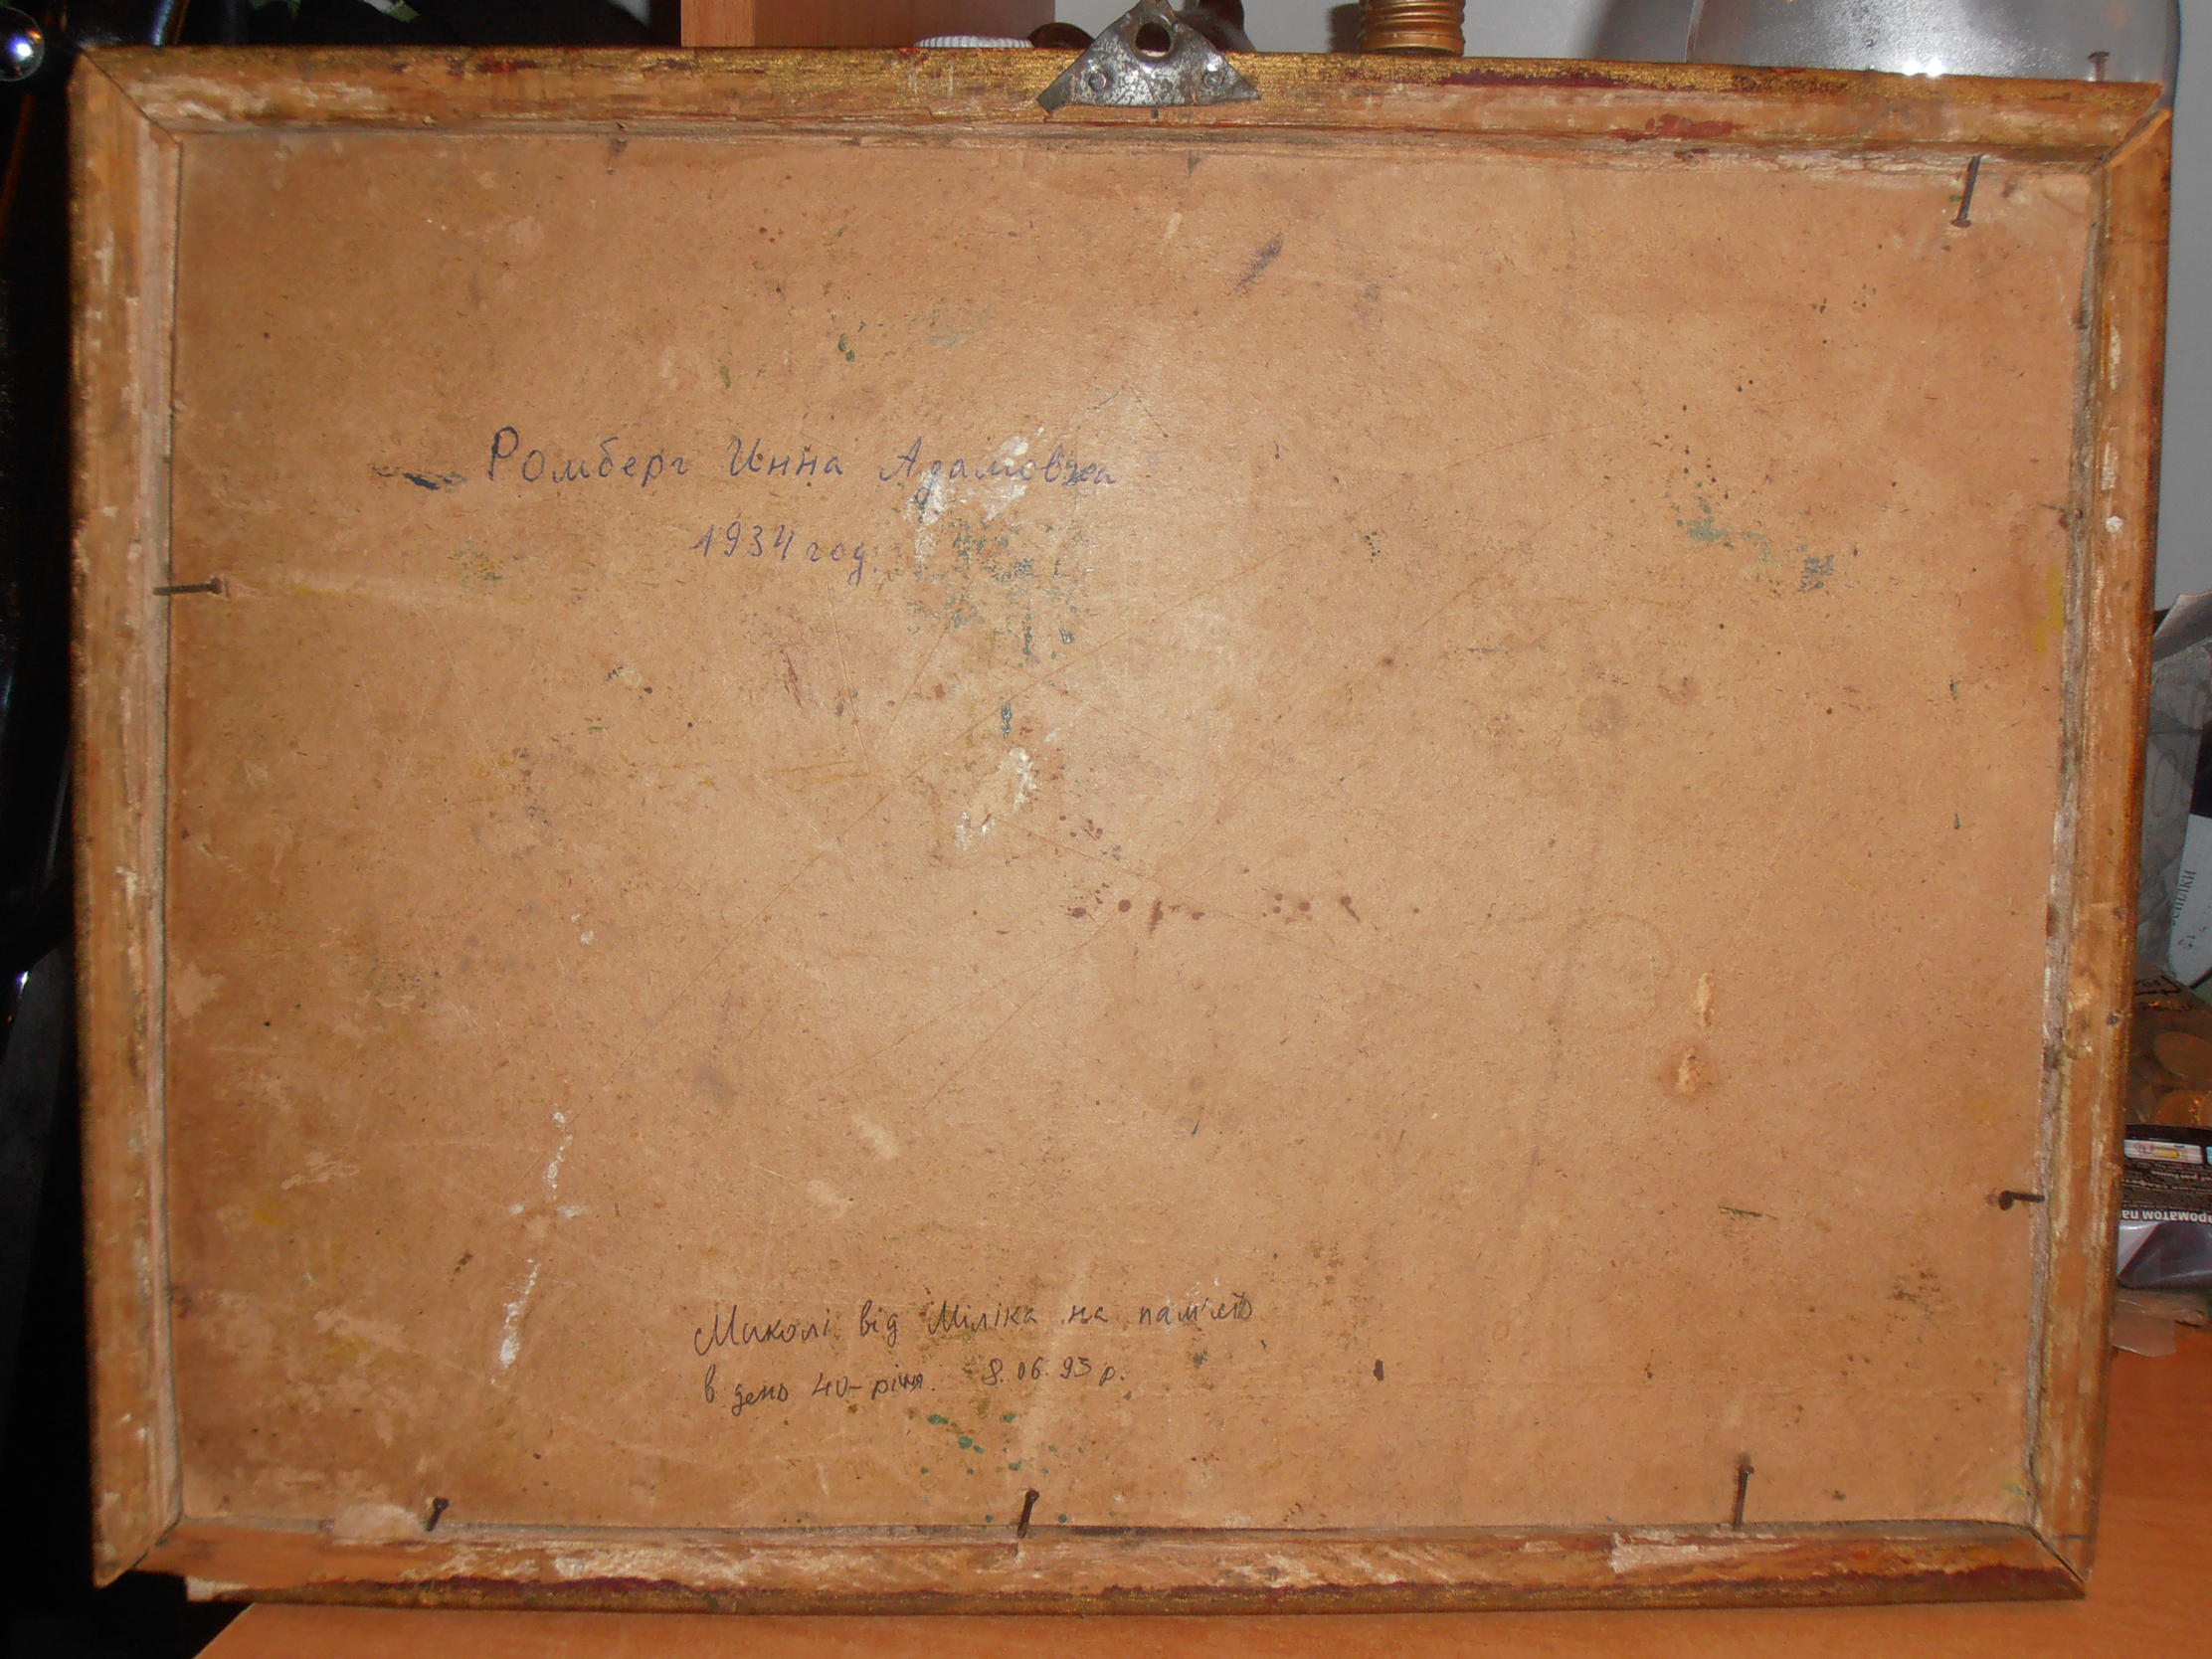 Ромберг Инна Адамовна
1934 год.
Миколі від Міліка на пам'ять
в день 40-річчя. 8.06.93 р.